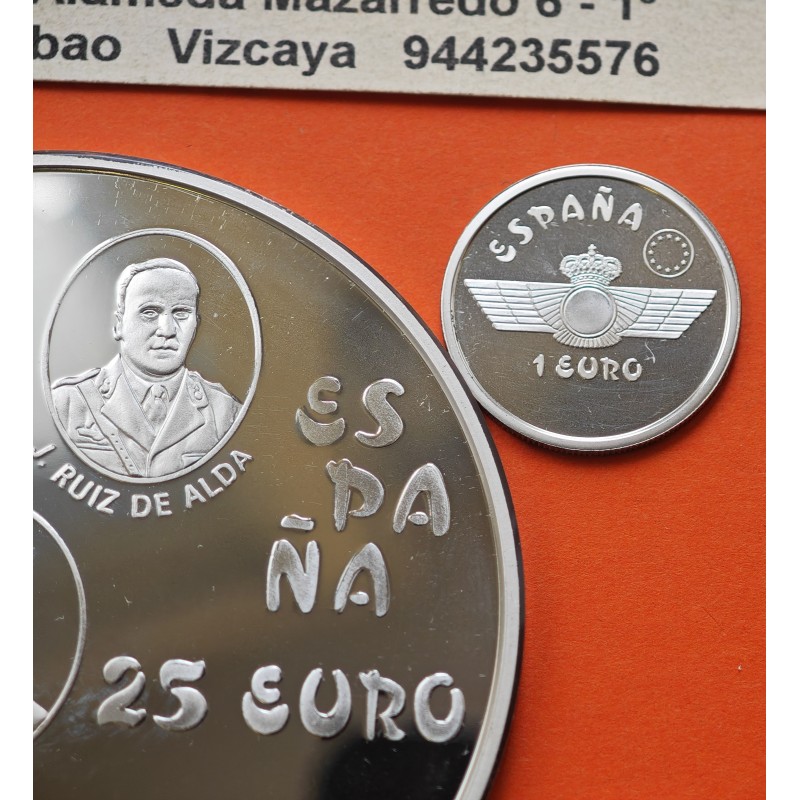 Alameda Mazarredo 6 - 1º
bao Vizcaya 944235576
J. RUIZ DE ALDA
ES
PA
ÑA
25 EURO
ESPAÑA
1 EURO